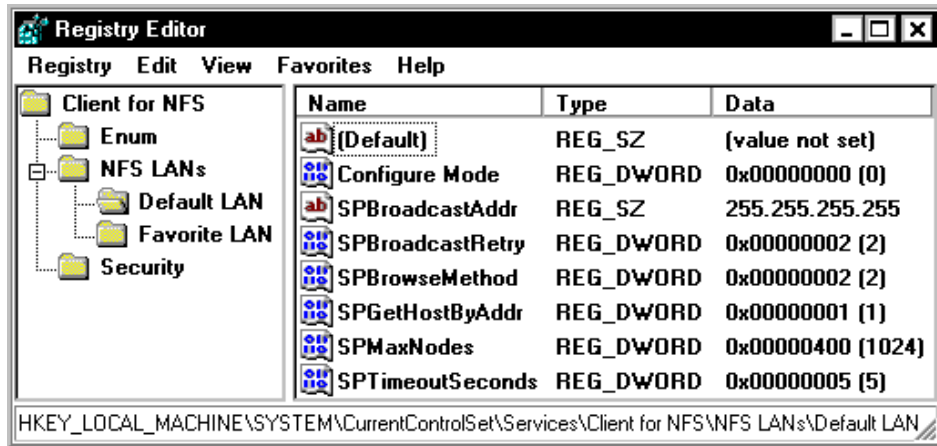 Registry Editor
Registry Edit View Favorites Help
Client for NFS
Enum
NFS LANs
Default LAN
Favorite LAN
Security
Name Type Data
(Default) REG_SZ (value not set)
Configure Mode REG_DWORD 0x00000000 (0)
SPBroadcastAddr REG_SZ 255.255.255.255
SPBroadcastRetry REG_DWORD 0x00000002 (2)
SPBrowseMethod REG_DWORD 0x00000002 (2)
SPGetHostByAddr REG_DWORD 0x00000001 (1)
SPMaxNodes REG_DWORD 0x00000400 (1024)
SPTimeoutSeconds REG_DWORD 0x00000005 (5)
HKEY_LOCAL_MACHINE\SYSTEM\CurrentControlSet\Services\Client for NFS\NFS LANs\Default LAN